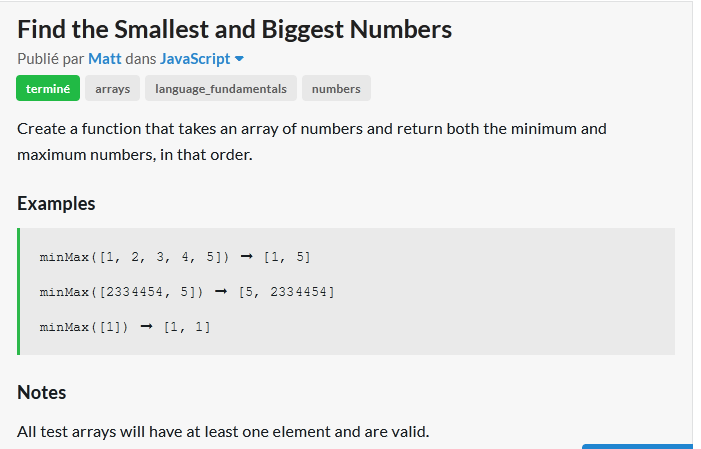 Find the Smallest and Biggest Numbers
Publié par Matt dans JavaScript
terminé arrays language_fundamentals numbers
Create a function that takes an array of numbers and return both the minimum and
maximum numbers, in that order.
Examples
minMax([1, 2, 3, 4, 5]) ➞ [1, 5]
minMax([2334454, 5]) ➞ [5, 2334454]
minMax([1]) ➞ [1, 1]
Notes
All test arrays will have at least one element and are valid.